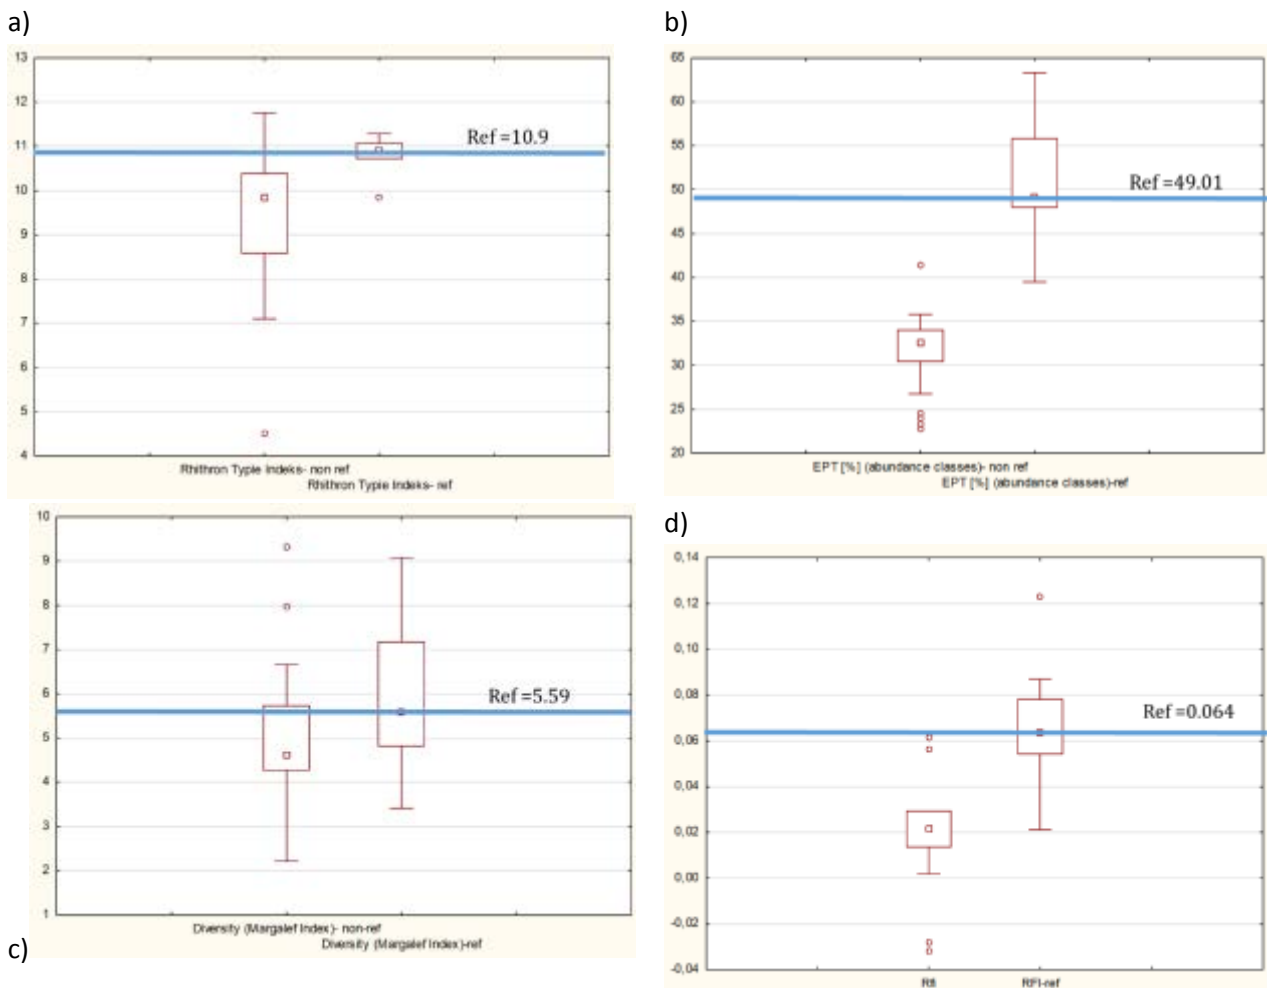 a)
13
12
11
10
9
8
7
6
5
4
Ref =10.9
Rhithron Typie Indeks- non ref
Rhithron Typie Indeks- ref
b)
65
60
55
50
45
40
35
30
25
20
Ref =49.01
EPT [%] (abundance classes)- non ref
EPT [%] (abundance classes)-ref
10
9
8
7
6
5
4
3
2
1
Ref =5.59
Diversity (Margalef Index)- non-ref
Diversity (Margalef Index)-ref
c)
d)
0,14
0,12
0,10
0,08
0,06
0,04
0,02
0,00
-0,02
-0,04
Ref =0.064
Rfi
RFI-ref